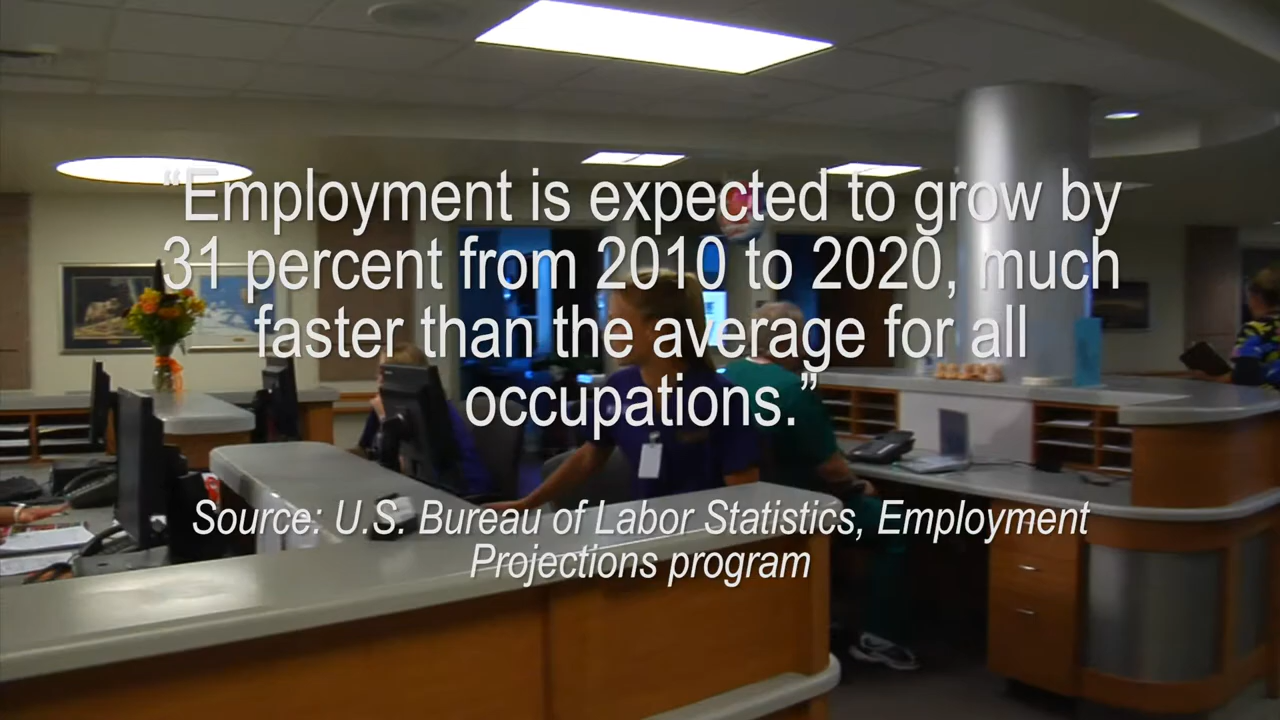 “Employment is expected to grow by
31 percent from 2010 to 2020, much
faster than the average for all
occupations.”
Source: U.S. Bureau of Labor Statistics, Employment
Projections program